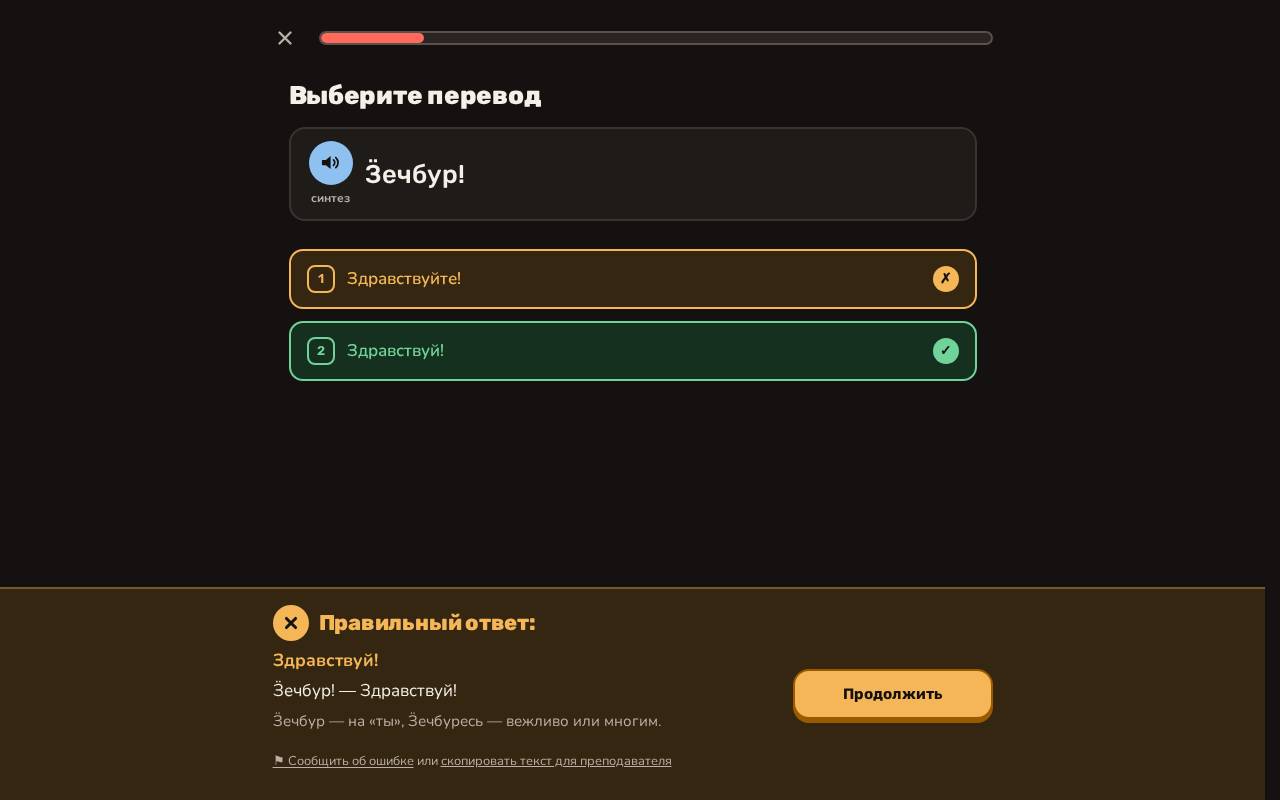 Выберите перевод
Ӟечбур!
синтез
1 Здравствуйте!
2 Здравствуй!
Правильный ответ:
Здравствуй!
Ӟечбур! — Здравствуй!
Ӟечбур — на «ты», Ӟечбуресь — вежливо или многим.
Продолжить
⚑ Сообщить об ошибке или скопировать текст для преподавателя